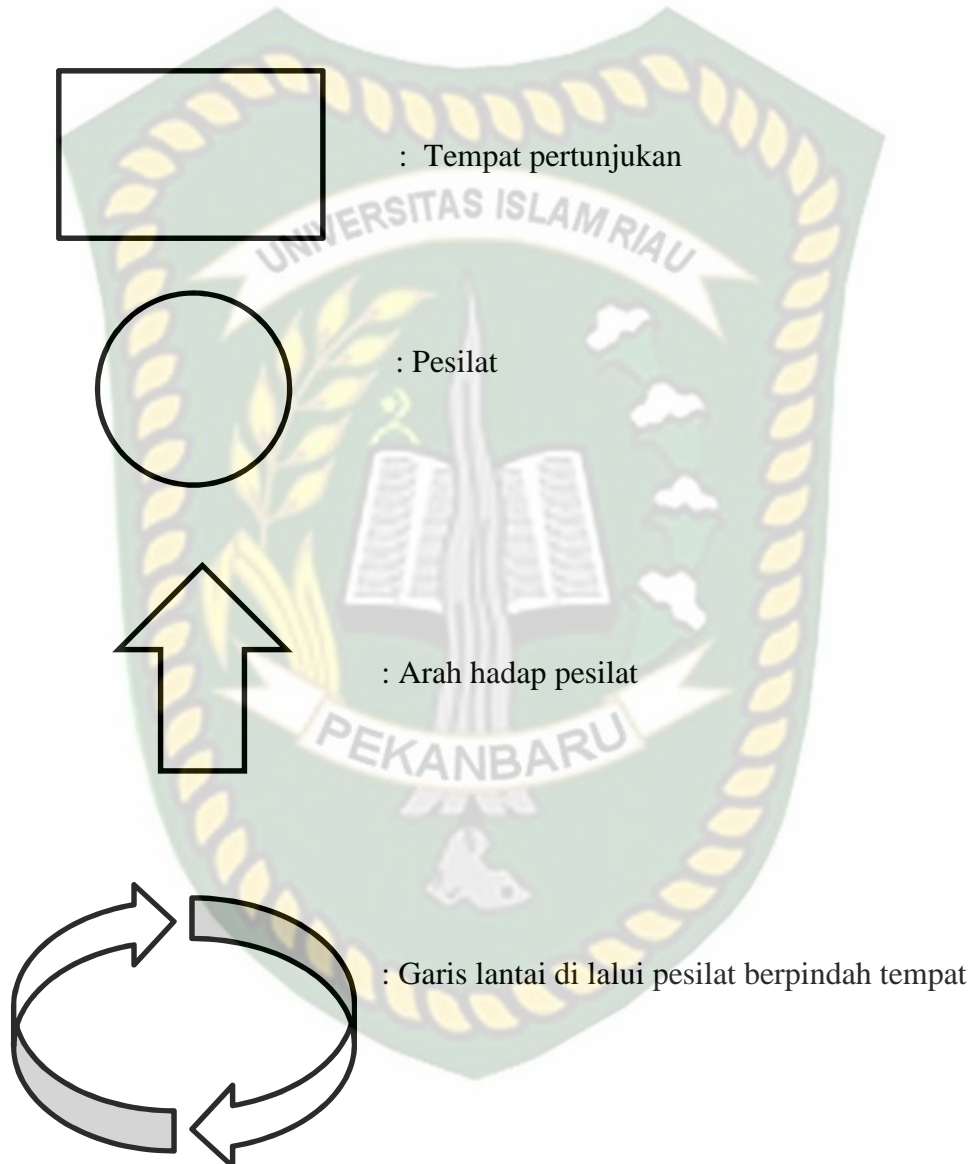 : Tempat pertunjukan
UNIVERSITAS ISLAM RIAU
: Pesilat
: Arah hadap pesilat
PEKANBARU
: Garis lantai di lalui pesilat berpindah tempat